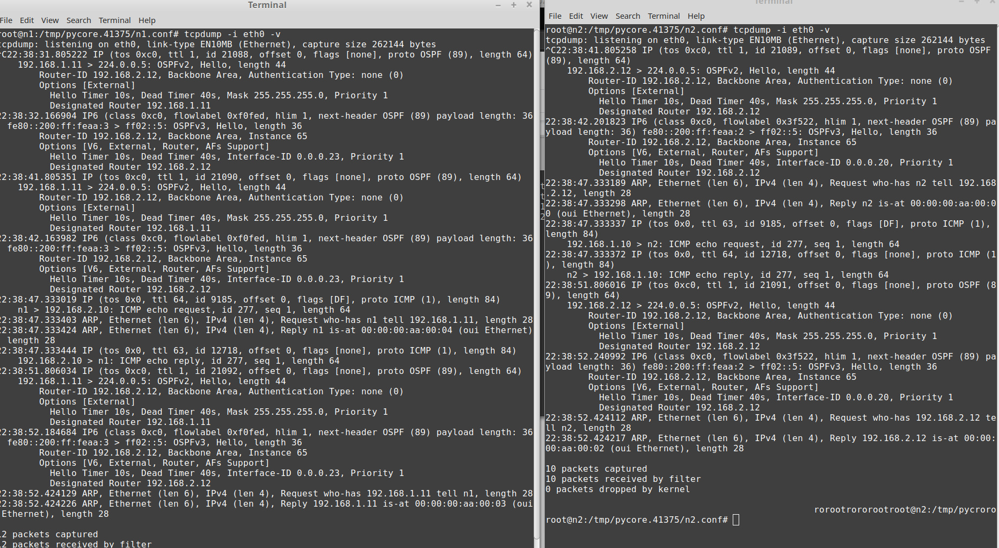 Terminal
File Edit View Search Terminal Help
root@n1:/tmp/pycore.41375/n1.conf# tcpdump -i eth0 -v
tcpdump: listening on eth0, link-type EN10MB (Ethernet), capture size 262144 bytes
^C22:38:31.805222 IP (tos 0xc0, ttl 1, id 21088, offset 0, flags [none], proto OSPF (89), length 64)
192.168.1.11 > 224.0.0.5: OSPFv2, Hello, length 44
Router-ID 192.168.2.12, Backbone Area, Authentication Type: none (0)
Options [External]
Hello Timer 10s, Dead Timer 40s, Mask 255.255.255.0, Priority 1
Designated Router 192.168.1.11
22:38:32.166904 IP6 (class 0xc0, flowlabel 0xf0fed, hlim 1, next-header OSPF (89) payload length: 36
fe80::200:ff:feaa:3 > ff02::5: OSPFv3, Hello, length 36
Router-ID 192.168.2.12, Backbone Area, Instance 65
Options [V6, External, Router, AFs Support]
Hello Timer 10s, Dead Timer 40s, Interface-ID 0.0.0.23, Priority 1
Designated Router 192.168.2.12
22:38:41.805351 IP (tos 0xc0, ttl 1, id 21090, offset 0, flags [none], proto OSPF (89), length 64)
192.168.1.11 > 224.0.0.5: OSPFv2, Hello, length 44
Router-ID 192.168.2.12, Backbone Area, Authentication Type: none (0)
Options [External]
Hello Timer 10s, Dead Timer 40s, Mask 255.255.255.0, Priority 1
Designated Router 192.168.1.11
22:38:42.163982 IP6 (class 0xc0, flowlabel 0xf0fed, hlim 1, next-header OSPF (89) payload length: 36
fe80::200:ff:feaa:3 > ff02::5: OSPFv3, Hello, length 36
Router-ID 192.168.2.12, Backbone Area, Instance 65
Options [V6, External, Router, AFs Support]
Hello Timer 10s, Dead Timer 40s, Interface-ID 0.0.0.23, Priority 1
Designated Router 192.168.2.12
22:38:47.333019 IP (tos 0x0, ttl 64, id 9185, offset 0, flags [DF], proto ICMP (1), length 84)
n1 > 192.168.2.10: ICMP echo request, id 277, seq 1, length 64
22:38:47.333403 ARP, Ethernet (len 6), IPv4 (len 4), Request who-has n1 tell 192.168.1.11, length 28
22:38:47.333424 ARP, Ethernet (len 6), IPv4 (len 4), Reply n1 is-at 00:00:00:aa:00:04 (oui Ethernet)
length 28
22:38:47.333444 IP (tos 0x0, ttl 63, id 12718, offset 0, flags [none], proto ICMP (1), length 84)
192.168.2.10 > n1: ICMP echo reply, id 277, seq 1, length 64
22:38:51.806034 IP (tos 0xc0, ttl 1, id 21092, offset 0, flags [none], proto OSPF (89), length 64)
192.168.1.11 > 224.0.0.5: OSPFv2, Hello, length 44
Router-ID 192.168.2.12, Backbone Area, Authentication Type: none (0)
Options [External]
Hello Timer 10s, Dead Timer 40s, Mask 255.255.255.0, Priority 1
Designated Router 192.168.1.11
22:38:52.184684 IP6 (class 0xc0, flowlabel 0xf0fed, hlim 1, next-header OSPF (89) payload length: 36
fe80::200:ff:feaa:3 > ff02::5: OSPFv3, Hello, length 36
Router-ID 192.168.2.12, Backbone Area, Instance 65
Options [V6, External, Router, AFs Support]
Hello Timer 10s, Dead Timer 40s, Interface-ID 0.0.0.23, Priority 1
Designated Router 192.168.2.12
22:38:52.424129 ARP, Ethernet (len 6), IPv4 (len 4), Request who-has 192.168.1.11 tell n1, length 28
22:38:52.424226 ARP, Ethernet (len 6), IPv4 (len 4), Reply 192.168.1.11 is-at 00:00:00:aa:00:03 (oui
Ethernet), length 28
12 packets captured
12 packets received by filter
Terminal
File Edit View Search Terminal Help
root@n2:/tmp/pycore.41375/n2.conf# tcpdump -i eth0 -v
tcpdump: listening on eth0, link-type EN10MB (Ethernet), capture size 262144 bytes
^C22:38:41.805258 IP (tos 0xc0, ttl 1, id 21089, offset 0, flags [none], proto OSPF
(89), length 64)
192.168.2.12 > 224.0.0.5: OSPFv2, Hello, length 44
Router-ID 192.168.2.12, Backbone Area, Authentication Type: none (0)
Options [External]
Hello Timer 10s, Dead Timer 40s, Mask 255.255.255.0, Priority 1
Designated Router 192.168.2.12
22:38:42.201823 IP6 (class 0xc0, flowlabel 0x3f522, hlim 1, next-header OSPF (89) pa
yload length: 36) fe80::200:ff:feaa:2 > ff02::5: OSPFv3, Hello, length 36
Router-ID 192.168.2.12, Backbone Area, Instance 65
Options [V6, External, Router, AFs Support]
Hello Timer 10s, Dead Timer 40s, Interface-ID 0.0.0.20, Priority 1
Designated Router 192.168.2.12
22:38:47.333189 ARP, Ethernet (len 6), IPv4 (len 4), Request who-has n2 tell 192.168
.2.12, length 28
22:38:47.333298 ARP, Ethernet (len 6), IPv4 (len 4), Reply n2 is-at 00:00:00:aa:00:0
0 (oui Ethernet), length 28
22:38:47.333337 IP (tos 0x0, ttl 63, id 9185, offset 0, flags [DF], proto ICMP (1),
length 84)
192.168.1.10 > n2: ICMP echo request, id 277, seq 1, length 64
22:38:47.333372 IP (tos 0x0, ttl 64, id 12718, offset 0, flags [none], proto ICMP (1
), length 84)
n2 > 192.168.1.10: ICMP echo reply, id 277, seq 1, length 64
22:38:51.806016 IP (tos 0xc0, ttl 1, id 21091, offset 0, flags [none], proto OSPF (8
9), length 64)
192.168.2.12 > 224.0.0.5: OSPFv2, Hello, length 44
Router-ID 192.168.2.12, Backbone Area, Authentication Type: none (0)
Options [External]
Hello Timer 10s, Dead Timer 40s, Mask 255.255.255.0, Priority 1
Designated Router 192.168.2.12
22:38:52.240992 IP6 (class 0xc0, flowlabel 0x3f522, hlim 1, next-header OSPF (89) pa
yload length: 36) fe80::200:ff:feaa:2 > ff02::5: OSPFv3, Hello, length 36
Router-ID 192.168.2.12, Backbone Area, Instance 65
Options [V6, External, Router, AFs Support]
Hello Timer 10s, Dead Timer 40s, Interface-ID 0.0.0.20, Priority 1
Designated Router 192.168.2.12
22:38:52.424112 ARP, Ethernet (len 6), IPv4 (len 4), Request who-has 192.168.2.12 te
ll n2, length 28
22:38:52.424217 ARP, Ethernet (len 6), IPv4 (len 4), Reply 192.168.2.12 is-at 00:00:
00:aa:00:02 (oui Ethernet), length 28
10 packets captured
10 packets received by filter
0 packets dropped by kernel
rorootrororootroot@n2:/tmp/pycroro
root@n2:/tmp/pycore.41375/n2.conf#